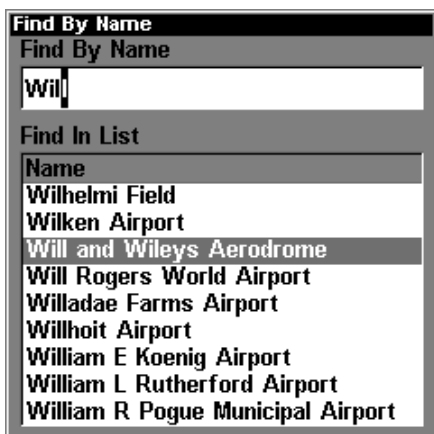 Find By Name
Find By Name
Will
Find In List
Name
Wilhelmi Field
Wilken Airport
Will and Wileys Aerodrome
Will Rogers World Airport
Willadae Farms Airport
Willhoit Airport
William E Koenig Airport
William L Rutherford Airport
William R Pogue Municipal Airport